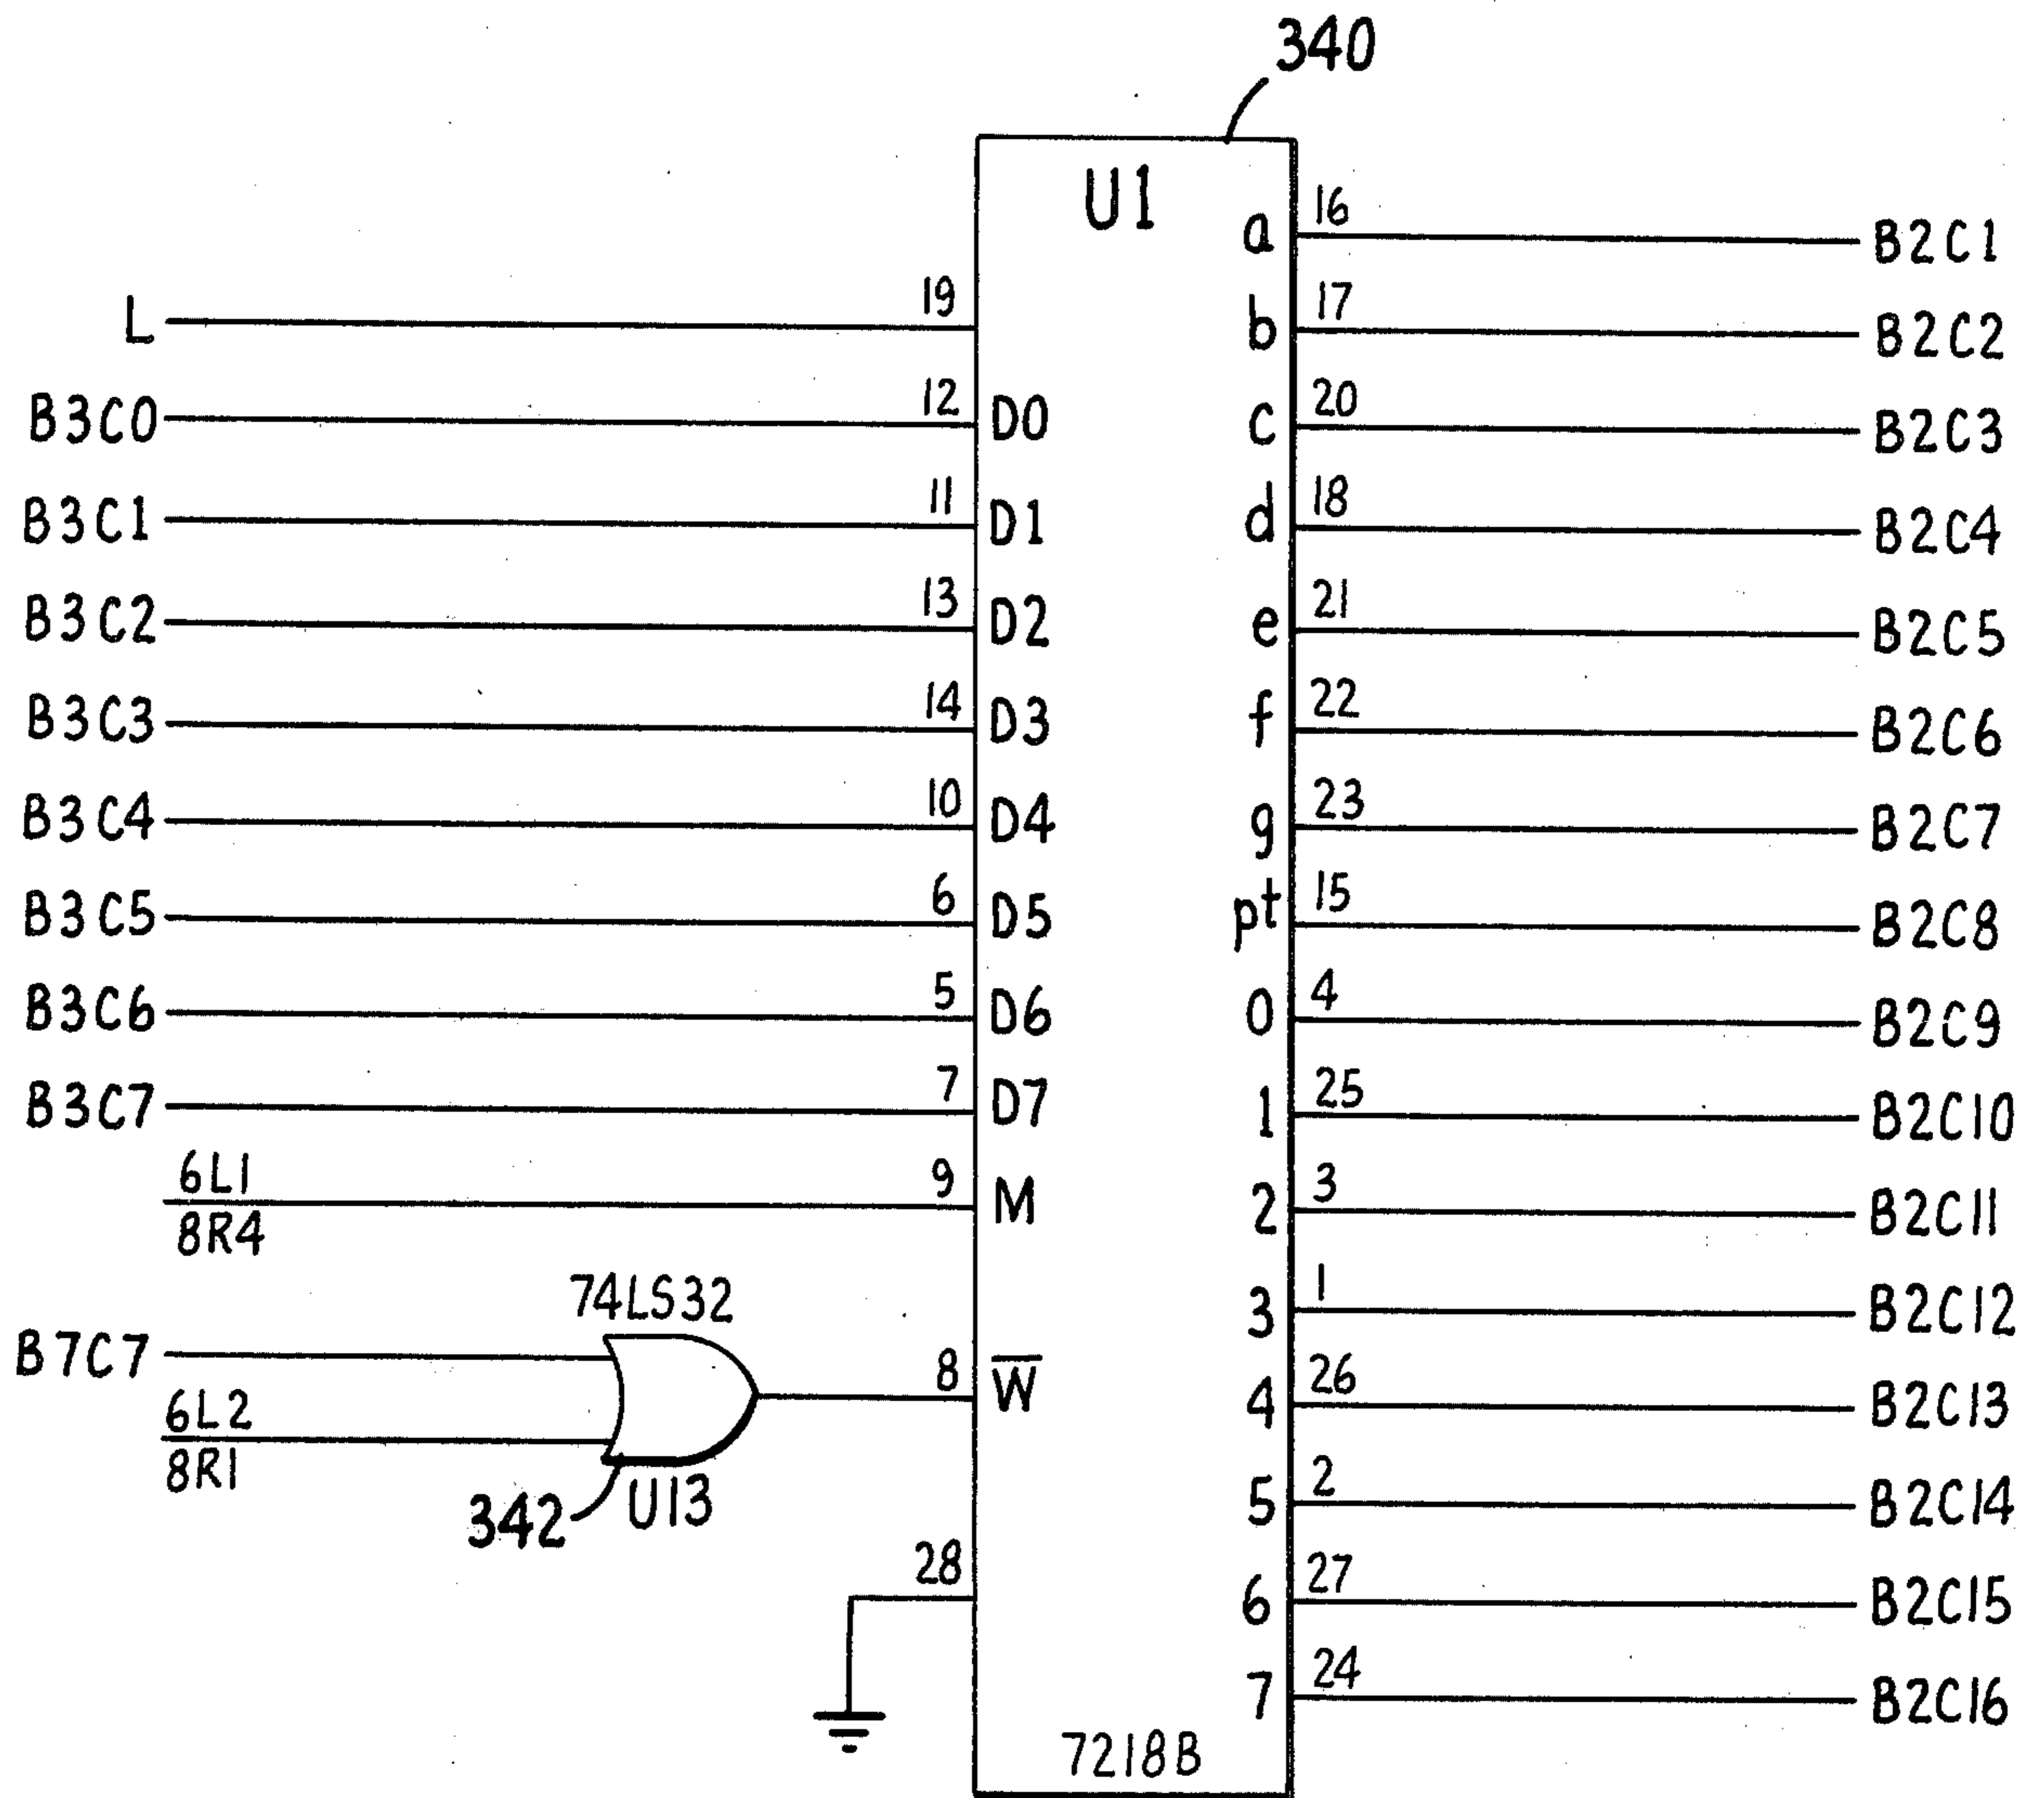 340
U1
a 16 B2C1
L 19
b 17 B2C2
B3C0 12 D0
c 20 B2C3
B3C1 11 D1
d 18 B2C4
B3C2 13 D2
e 21 B2C5
B3C3 14 D3
f 22 B2C6
B3C4 10 D4
g 23 B2C7
B3C5 6 D5
pt 15 B2C8
B3C6 5 D6
0 4 B2C9
B3C7 7 D7
1 25 B2C10
6L1
8R4
9 M
2 3 B2C11
74LS32
3 1 B2C12
B7C7
8 W̅
4 26 B2C13
6L2
8R1
342 U13
5 2 B2C14
28
6 27 B2C15
7 24 B2C16
7218B